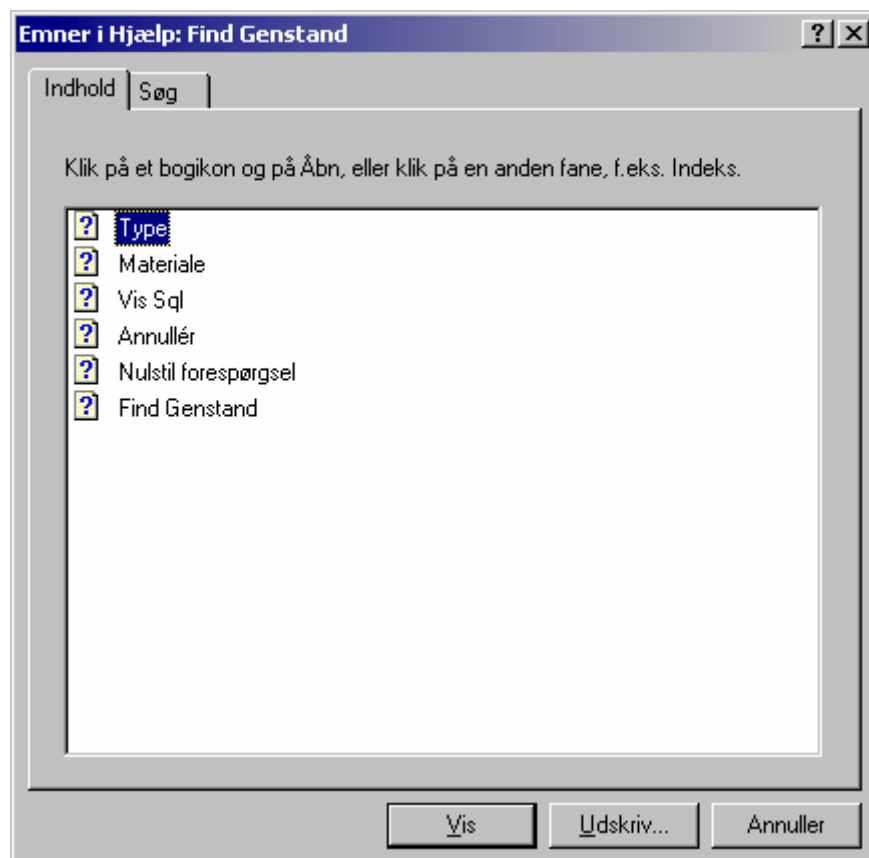 Emner i Hjælp: Find Genstand
Indhold
Søg
Klik på et bogikon og på Åbn, eller klik på en anden fane, f.eks. Indeks.
Type
Materiale
Vis Sql
Annullér
Nulstil forespørgsel
Find Genstand
Vis
Udskriv...
Annuller